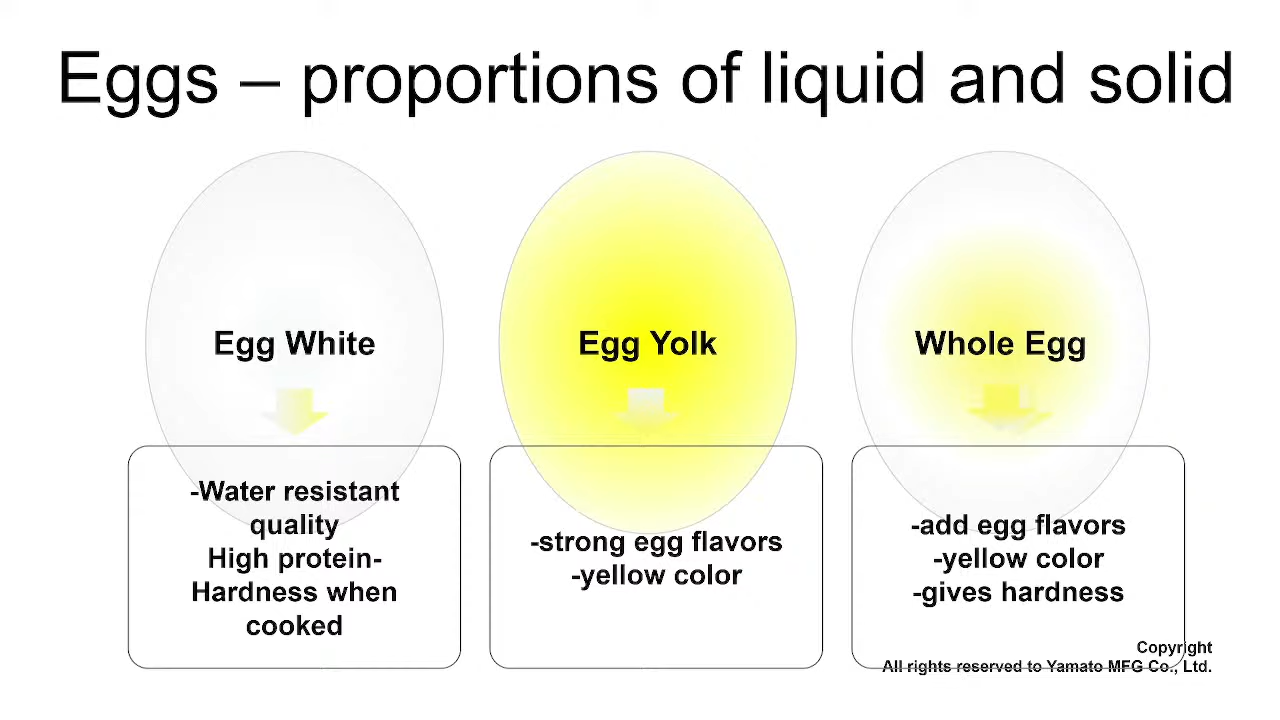 Eggs – proportions of liquid and solid
Egg White
-Water resistant
quality
High protein-
Hardness when
cooked
Egg Yolk
-strong egg flavors
-yellow color
Whole Egg
-add egg flavors
-yellow color
-gives hardness
Copyright
All rights reserved to Yamato MFG Co., Ltd.